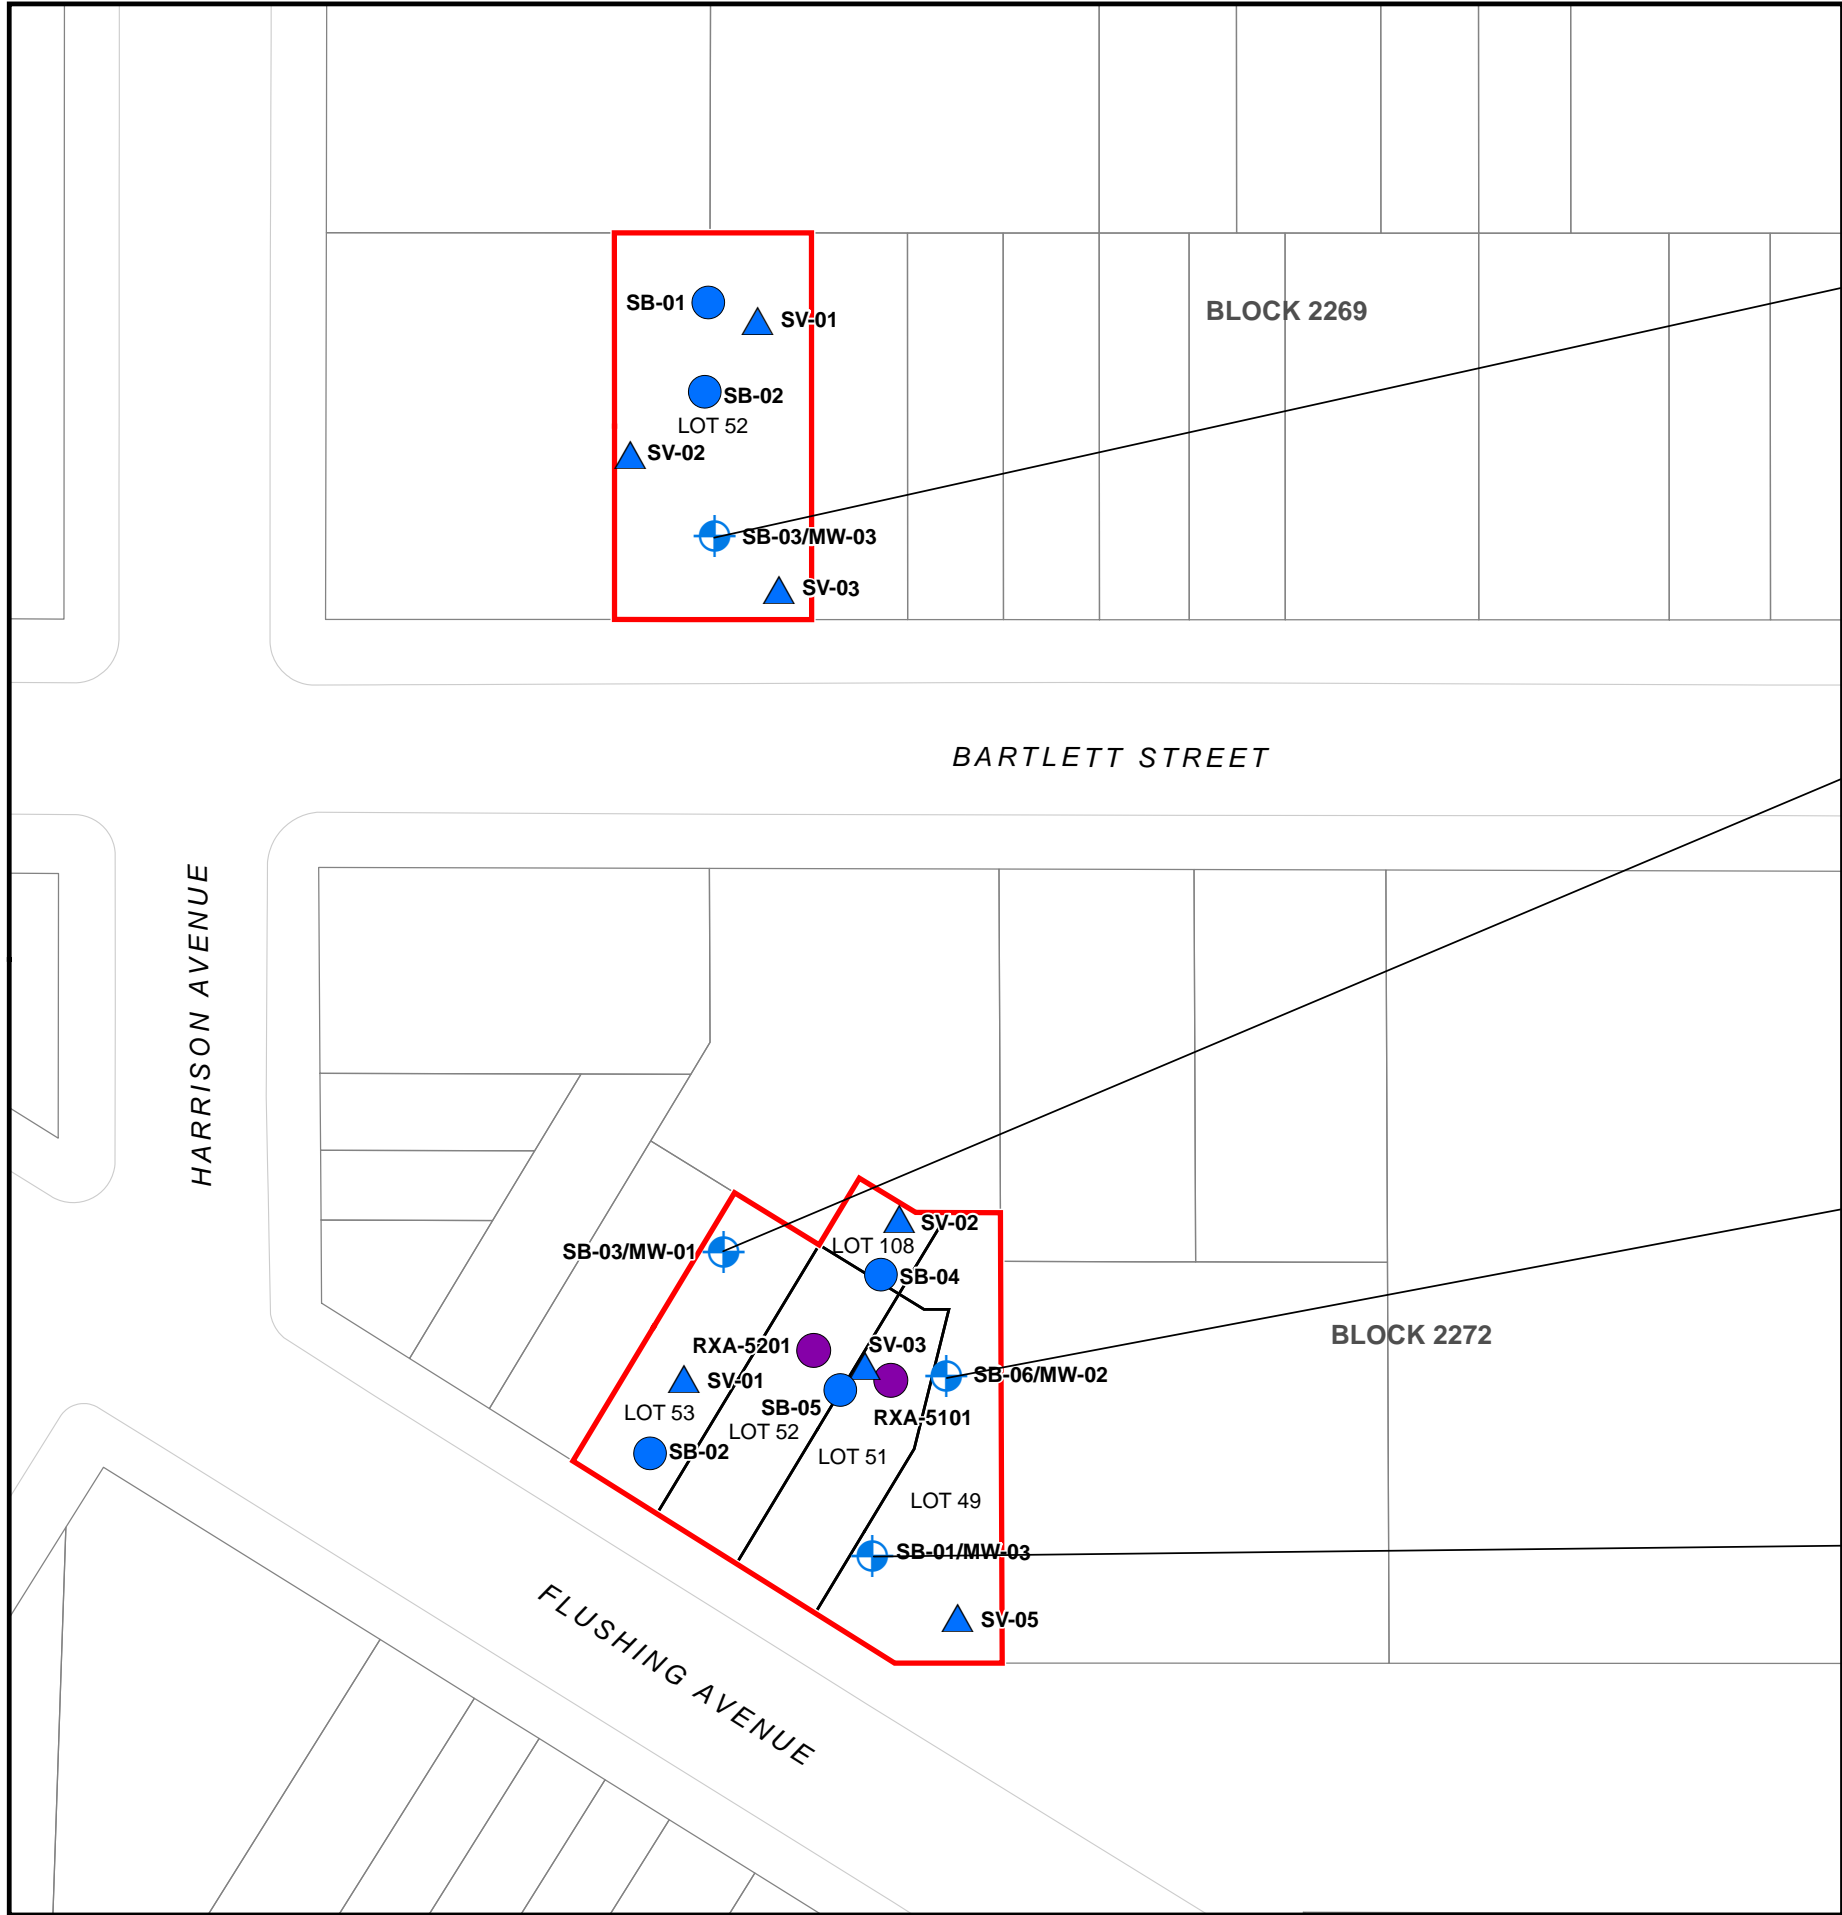 SB-01
SV-01
BLOCK 2269
SB-02
LOT 52
SV-02
SB-03/MW-03
SV-03
BARTLETT STREET
HARRISON AVENUE
SV-02
LOT 108
SB-03/MW-01
SB-04
RXA-5201
SV-03
BLOCK 2272
SV-01
SB-06/MW-02
SB-05
LOT 53
RXA-5101
LOT 52
SB-02
LOT 51
LOT 49
SB-01/MW-03
SV-05
FLUSHING AVENUE